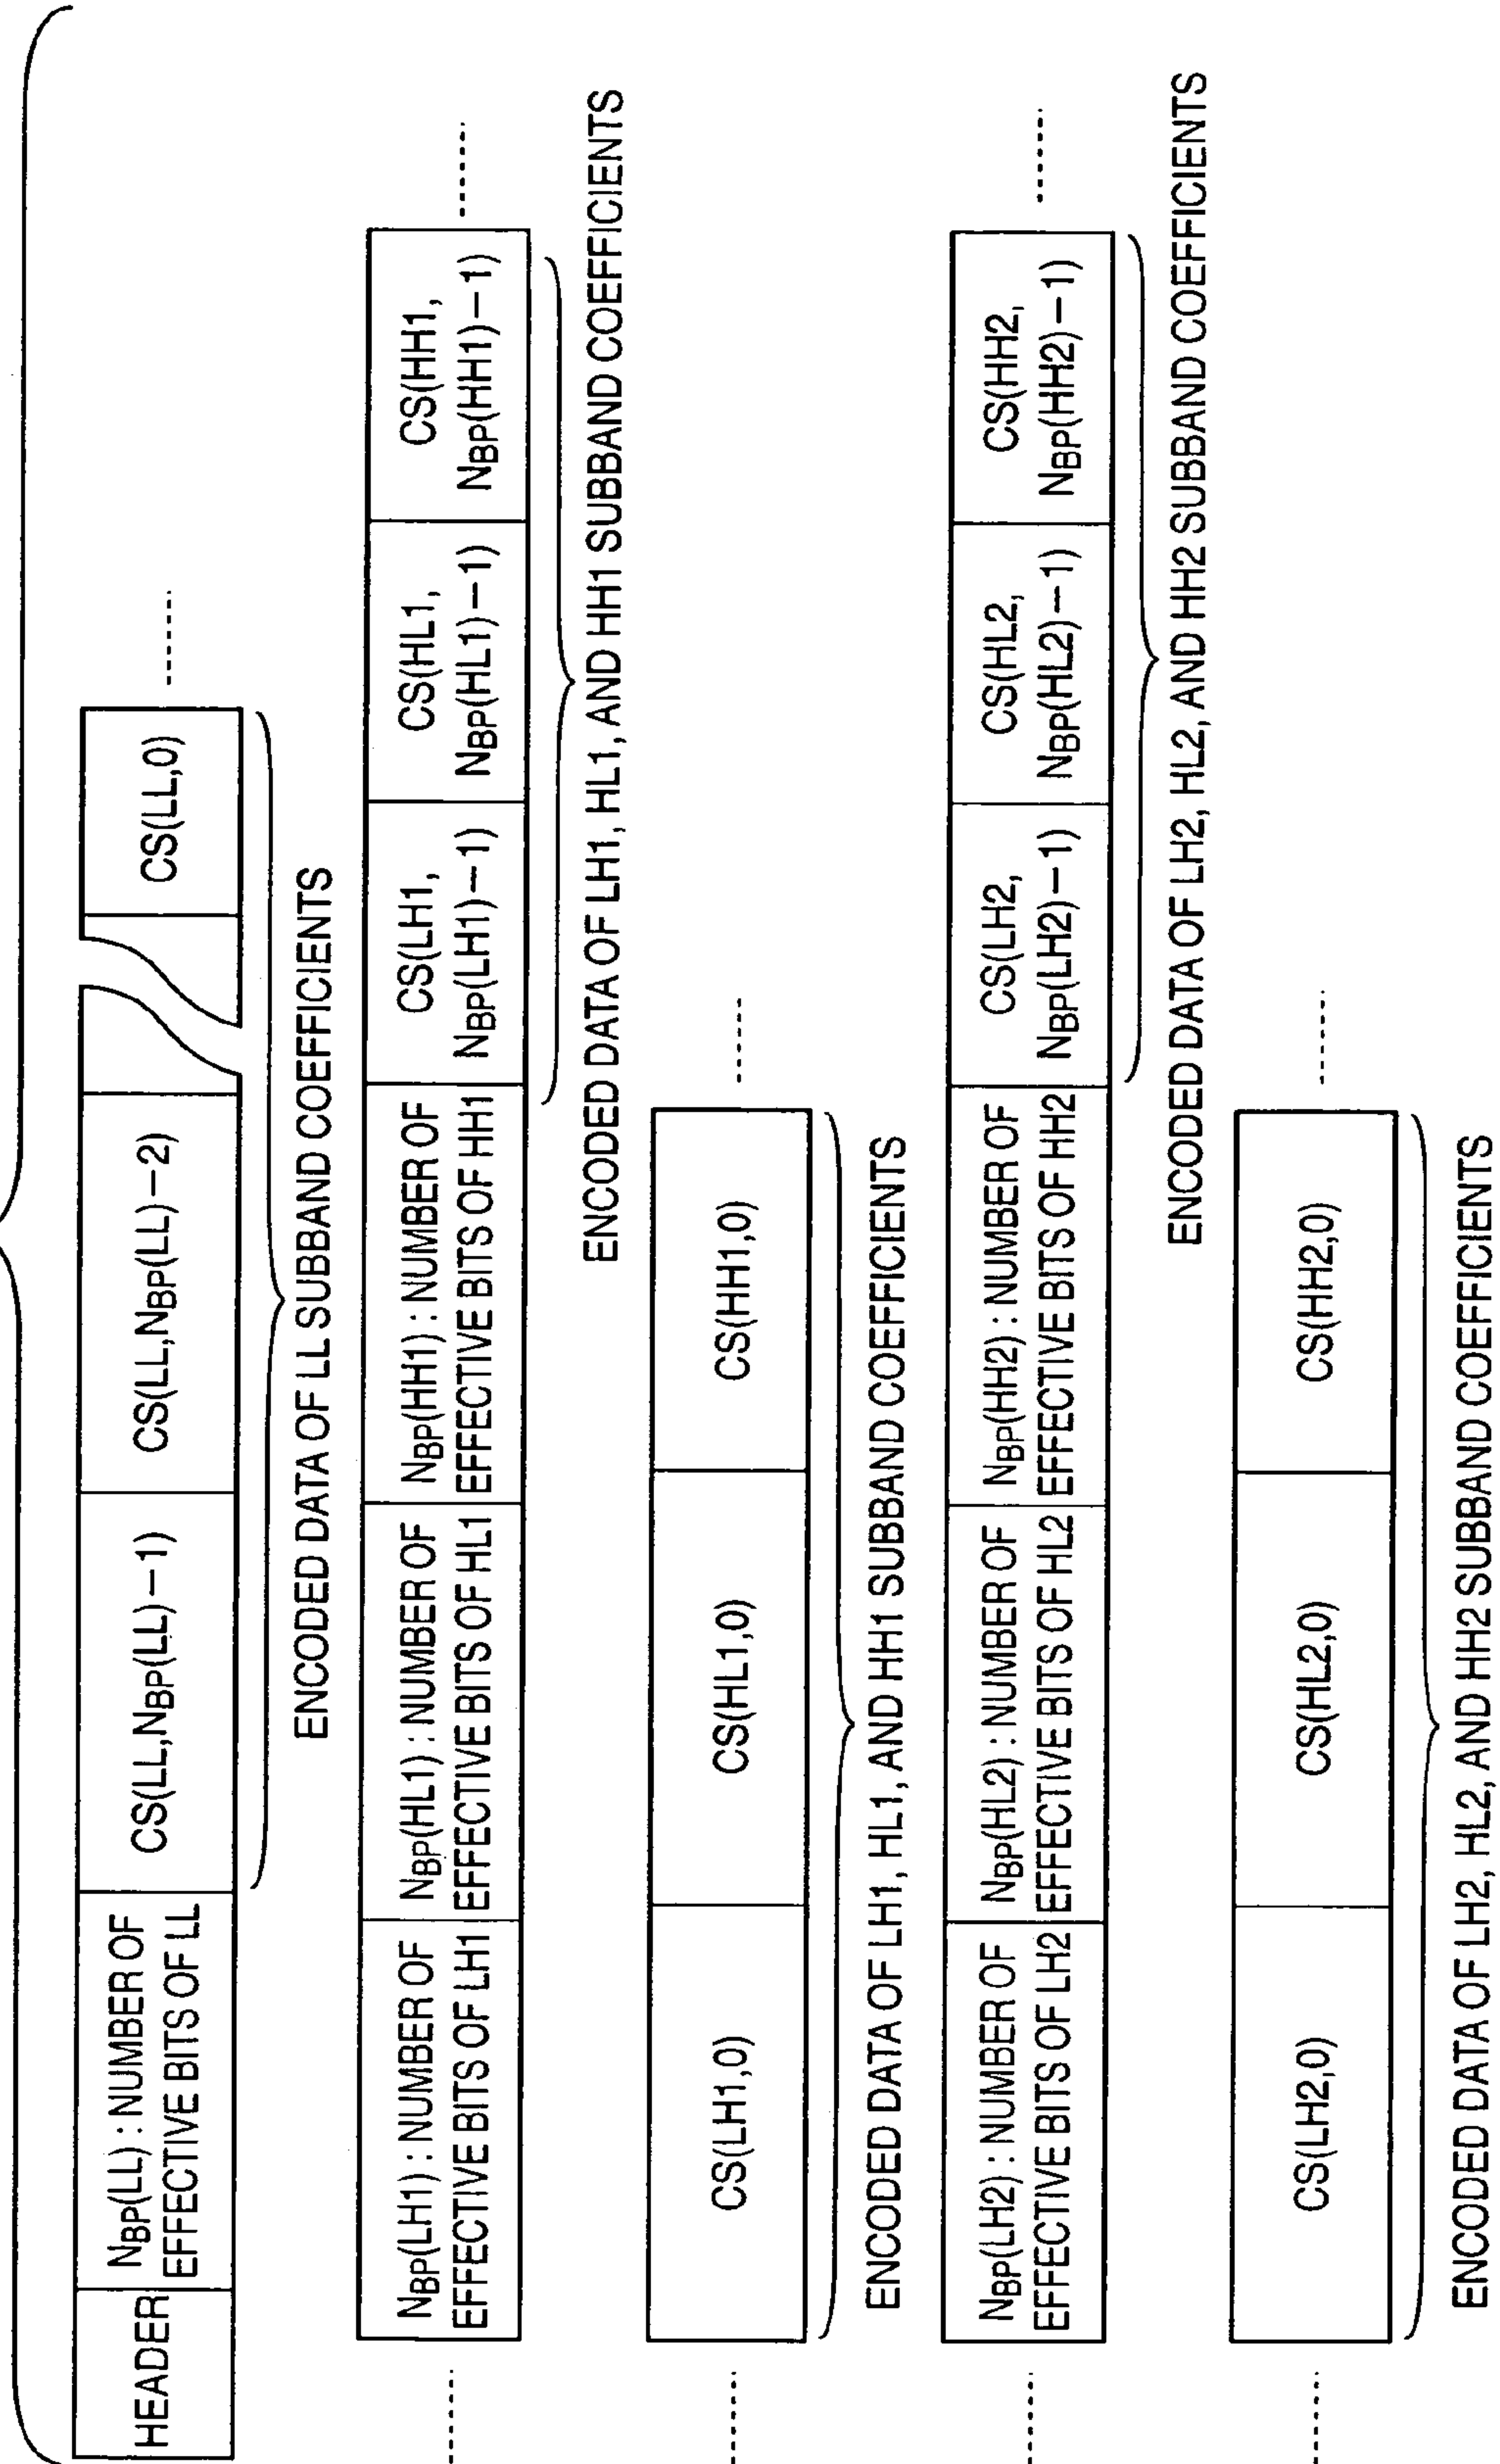 HEADER
NBP(LL) : NUMBER OF
EFFECTIVE BITS OF LL
CS(LL,NBP(LL)−1)
CS(LL,NBP(LL)−2)
CS(LL,0)
ENCODED DATA OF LL SUBBAND COEFFICIENTS
NBP(LH1) : NUMBER OF
EFFECTIVE BITS OF LH1
NBP(HL1) : NUMBER OF
EFFECTIVE BITS OF HL1
NBP(HH1) : NUMBER OF
EFFECTIVE BITS OF HH1
CS(LH1,
NBP(LH1)−1)
CS(HL1,
NBP(HL1)−1)
CS(HH1,
NBP(HH1)−1)
ENCODED DATA OF LH1, HL1, AND HH1 SUBBAND COEFFICIENTS
CS(LH1,0)
CS(HL1,0)
CS(HH1,0)
ENCODED DATA OF LH1, HL1, AND HH1 SUBBAND COEFFICIENTS
NBP(LH2) : NUMBER OF
EFFECTIVE BITS OF LH2
NBP(HL2) : NUMBER OF
EFFECTIVE BITS OF HL2
NBP(HH2) : NUMBER OF
EFFECTIVE BITS OF HH2
CS(LH2,
NBP(LH2)−1)
CS(HL2,
NBP(HL2)−1)
CS(HH2,
NBP(HH2)−1)
ENCODED DATA OF LH2, HL2, AND HH2 SUBBAND COEFFICIENTS
CS(LH2,0)
CS(HL2,0)
CS(HH2,0)
ENCODED DATA OF LH2, HL2, AND HH2 SUBBAND COEFFICIENTS